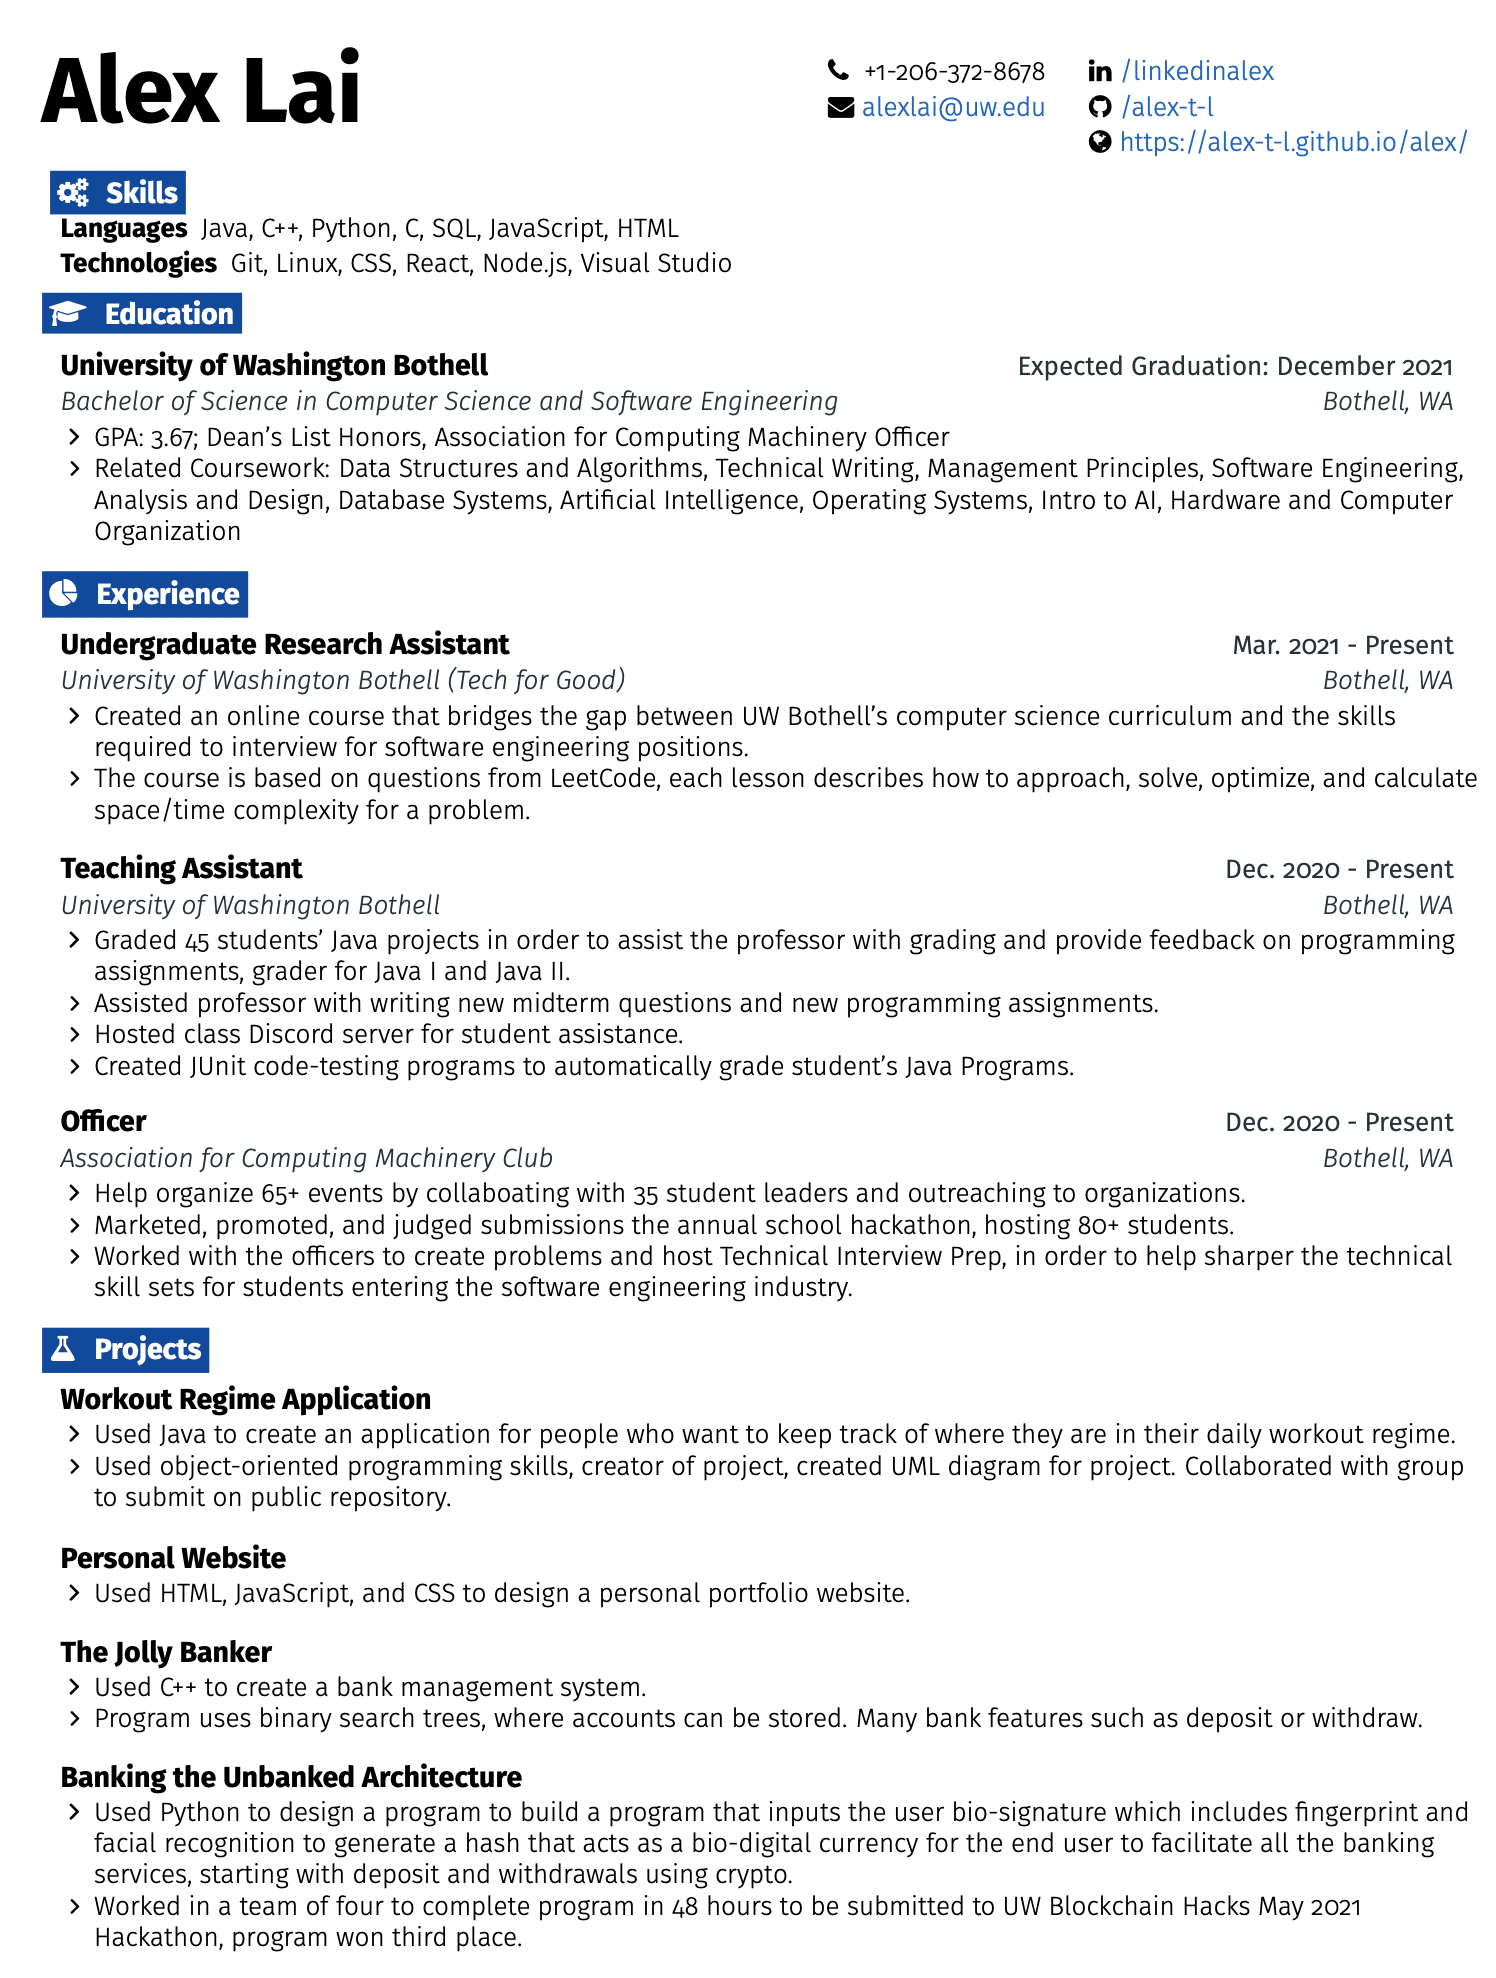 Alex Lai
+1-206-372-8678
alexlai@uw.edu
/linkedinalex
/alex-t-l
https://alex-t-l.github.io/alex/
Skills
Languages Java, C++, Python, C, SQL, JavaScript, HTML
Technologies Git, Linux, CSS, React, Node.js, Visual Studio
Education
University of Washington Bothell Expected Graduation: December 2021
Bachelor of Science in Computer Science and Software Engineering Bothell, WA
GPA: 3.67; Dean's List Honors, Association for Computing Machinery Officer
Related Coursework: Data Structures and Algorithms, Technical Writing, Management Principles, Software Engineering,
Analysis and Design, Database Systems, Artificial Intelligence, Operating Systems, Intro to AI, Hardware and Computer
Organization
Experience
Undergraduate Research Assistant Mar. 2021 - Present
University of Washington Bothell (Tech for Good) Bothell, WA
Created an online course that bridges the gap between UW Bothell's computer science curriculum and the skills
required to interview for software engineering positions.
The course is based on questions from LeetCode, each lesson describes how to approach, solve, optimize, and calculate
space/time complexity for a problem.
Teaching Assistant Dec. 2020 - Present
University of Washington Bothell Bothell, WA
Graded 45 students' Java projects in order to assist the professor with grading and provide feedback on programming
assignments, grader for Java I and Java II.
Assisted professor with writing new midterm questions and new programming assignments.
Hosted class Discord server for student assistance.
Created JUnit code-testing programs to automatically grade student's Java Programs.
Officer Dec. 2020 - Present
Association for Computing Machinery Club Bothell, WA
Help organize 65+ events by collaboating with 35 student leaders and outreaching to organizations.
Marketed, promoted, and judged submissions the annual school hackathon, hosting 80+ students.
Worked with the officers to create problems and host Technical Interview Prep, in order to help sharper the technical
skill sets for students entering the software engineering industry.
Projects
Workout Regime Application
Used Java to create an application for people who want to keep track of where they are in their daily workout regime.
Used object-oriented programming skills, creator of project, created UML diagram for project. Collaborated with group
to submit on public repository.
Personal Website
Used HTML, JavaScript, and CSS to design a personal portfolio website.
The Jolly Banker
Used C++ to create a bank management system.
Program uses binary search trees, where accounts can be stored. Many bank features such as deposit or withdraw.
Banking the Unbanked Architecture
Used Python to design a program to build a program that inputs the user bio-signature which includes fingerprint and
facial recognition to generate a hash that acts as a bio-digital currency for the end user to facilitate all the banking
services, starting with deposit and withdrawals using crypto.
Worked in a team of four to complete program in 48 hours to be submitted to UW Blockchain Hacks May 2021
Hackathon, program won third place.